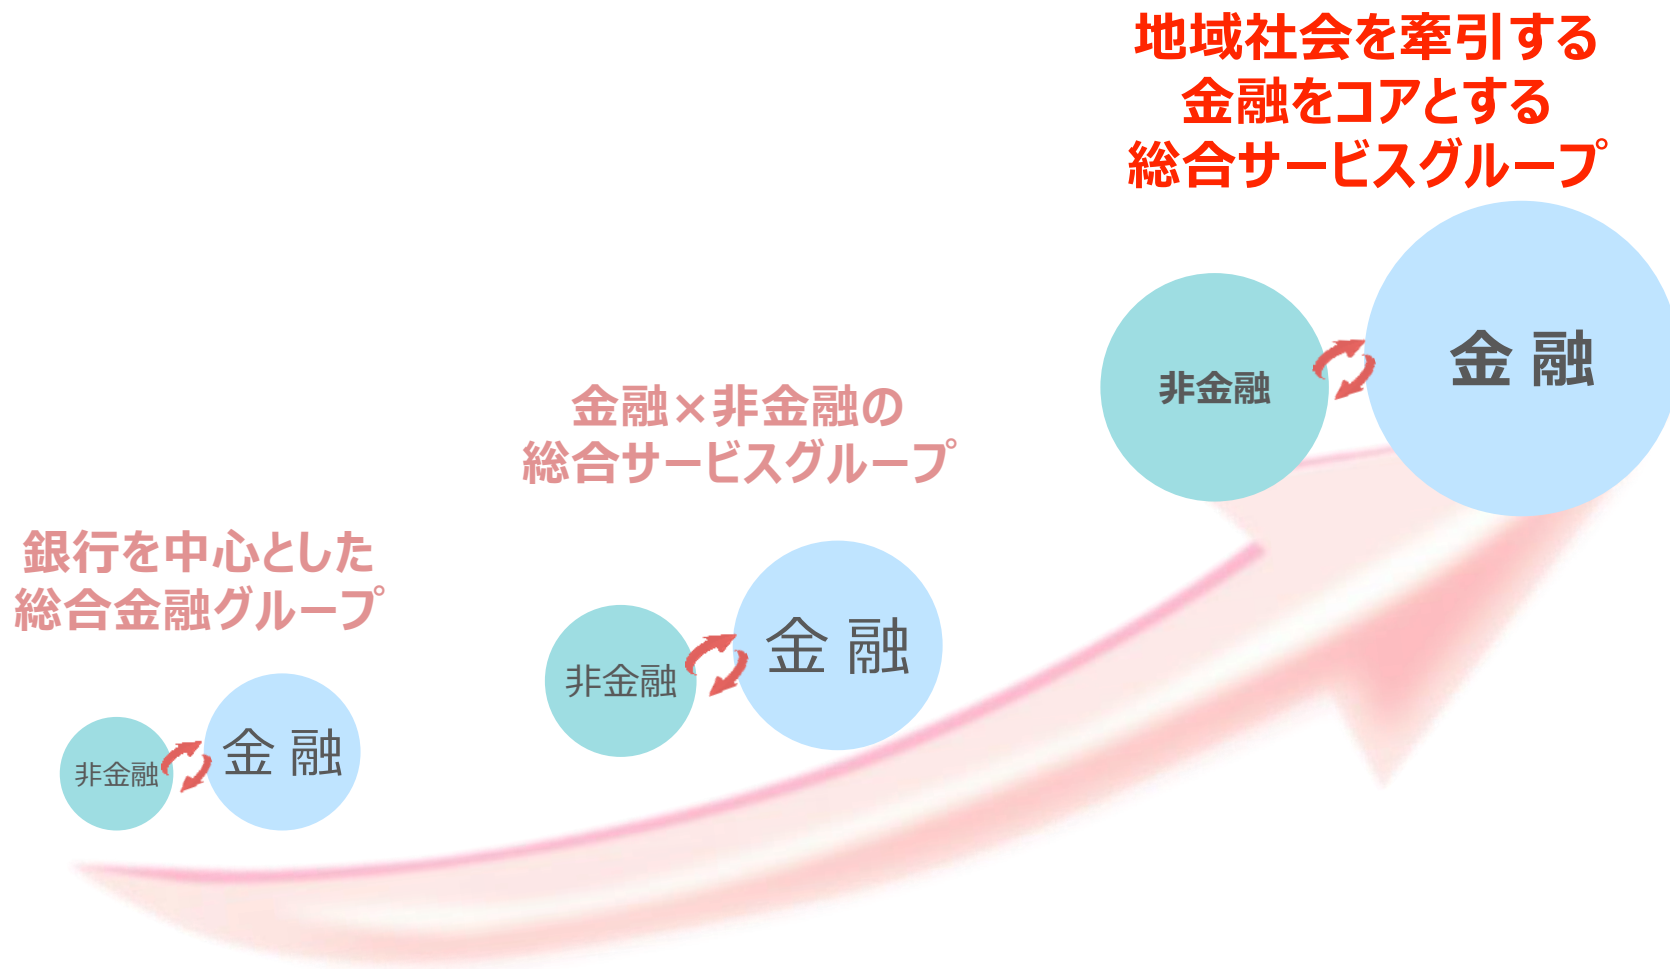 地域社会を牽引する
金融をコアとする
総合サービスグループ
非金融
金 融
金融×非金融の
総合サービスグループ
非金融
金 融
銀行を中心とした
総合金融グループ
非金融
金 融